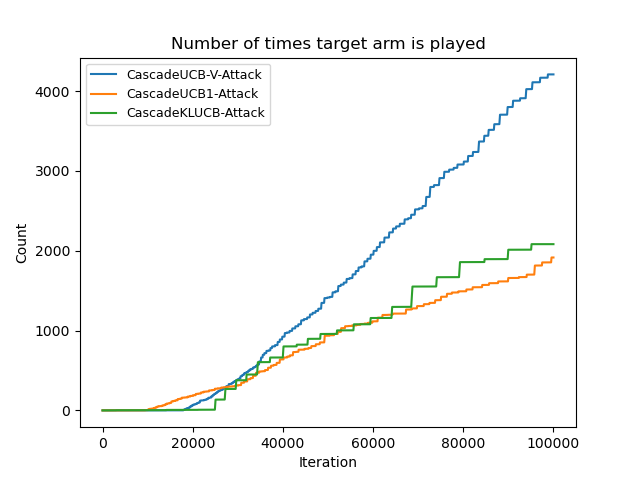 Number of times target arm is played
CascadeUCB-V-Attack
CascadeUCB1-Attack
CascadeKLUCB-Attack
4000
3000
2000
1000
0
Count
0 20000 40000 60000 80000 100000
Iteration